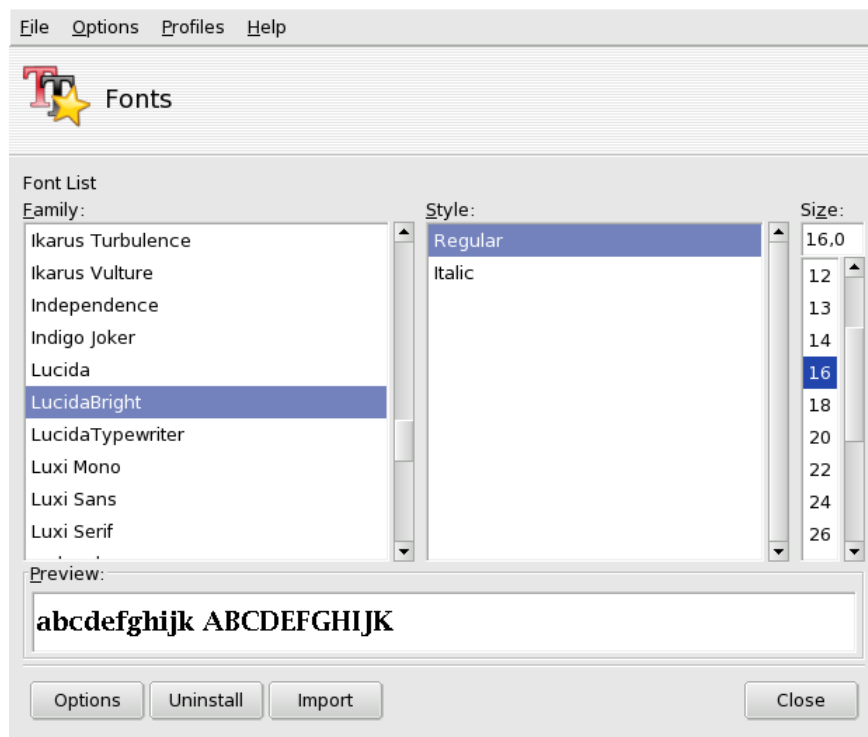 File Options Profiles Help
Fonts
Font List
Family:
Ikarus Turbulence
Ikarus Vulture
Independence
Indigo Joker
Lucida
LucidaBright
LucidaTypewriter
Luxi Mono
Luxi Sans
Luxi Serif
Style:
Regular
Italic
Size:
16,0
12
13
14
16
18
20
22
24
26
Preview:
abcdefghijk ABCDEFGHIJK
Options Uninstall Import Close